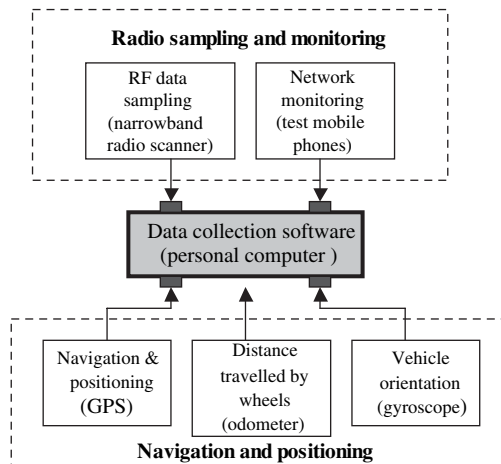 Radio sampling and monitoring
RF data
sampling
(narrowband
radio scanner)
Network
monitoring
(test mobile
phones)
Data collection software
(personal computer )
Navigation &
positioning
(GPS)
Distance
travelled by
wheels
(odometer)
Vehicle
orientation
(gyroscope)
Navigation and positioning